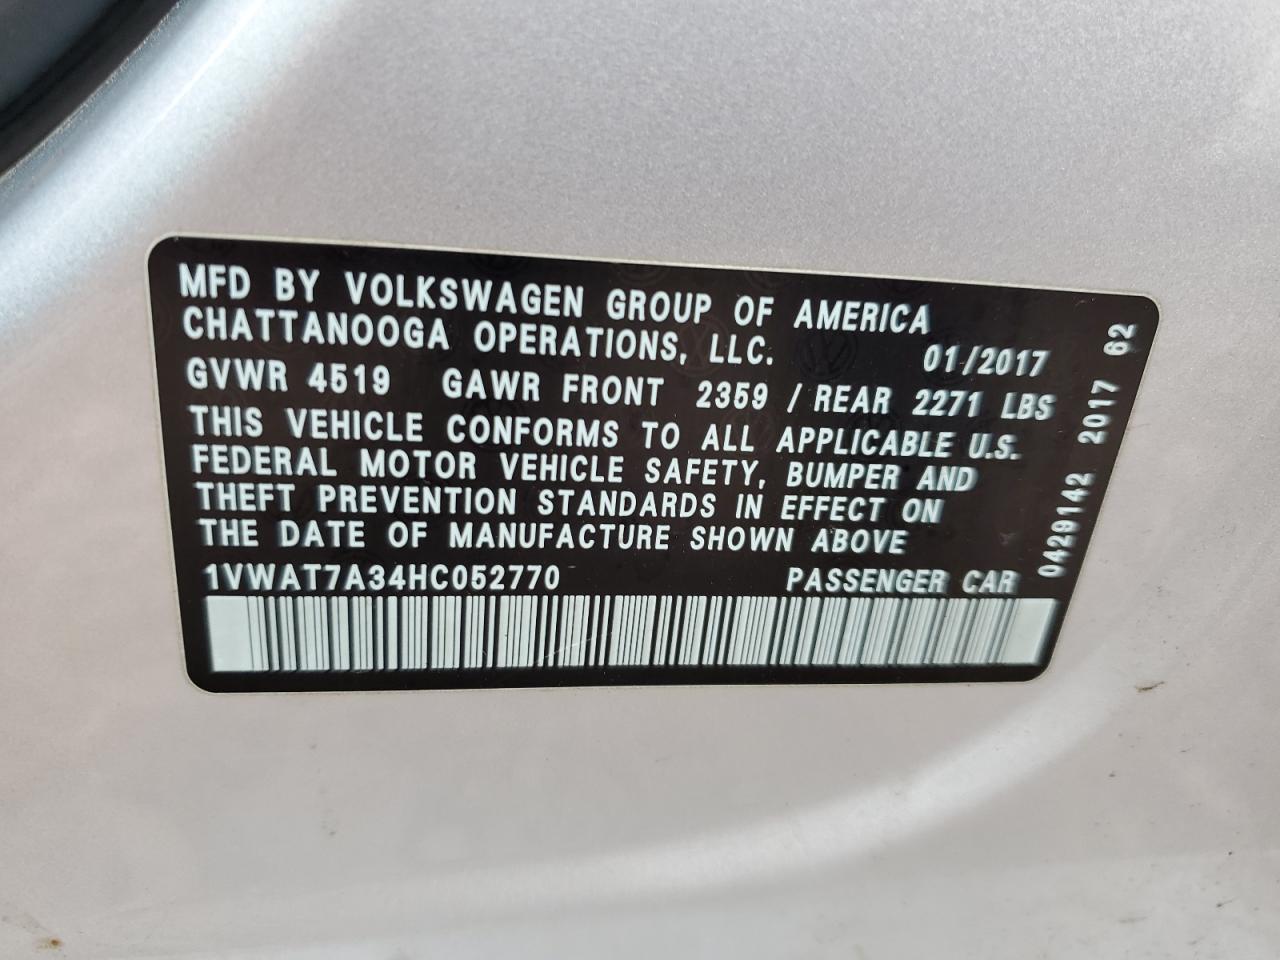 MFD BY VOLKSWAGEN GROUP OF AMERICA
CHATTANOOGA OPERATIONS, LLC. 01/2017
GVWR 4519 GAWR FRONT 2359 / REAR 2271 LBS
THIS VEHICLE CONFORMS TO ALL APPLICABLE U.S.
FEDERAL MOTOR VEHICLE SAFETY, BUMPER AND
THEFT PREVENTION STANDARDS IN EFFECT ON
THE DATE OF MANUFACTURE SHOWN ABOVE
1VWAT7A34HC052770 PASSENGER CAR
0429142 2017 62